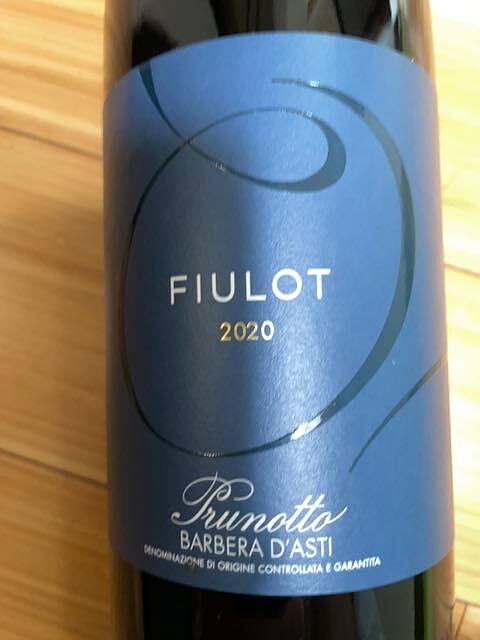 FIULOT
2020
Prunotto
BARBERA D'ASTI
DENOMINAZIONE DI ORIGINE CONTROLLATA E GARANTITA